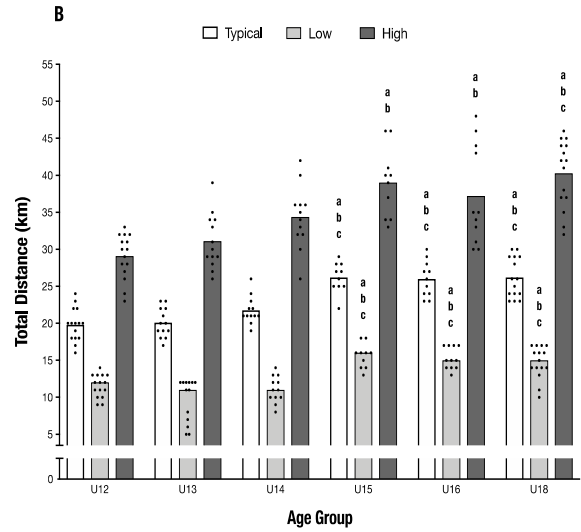 B
Typical Low High
Total Distance (km)
55
50
45
40
35
30
25
20
15
10
5
0
a
b
c
a
b
c
a
b
a
b
c
a
b
c
a
b
a
b
c
a
b
c
a
b
c
U12 U13 U14 U15 U16 U18
Age Group